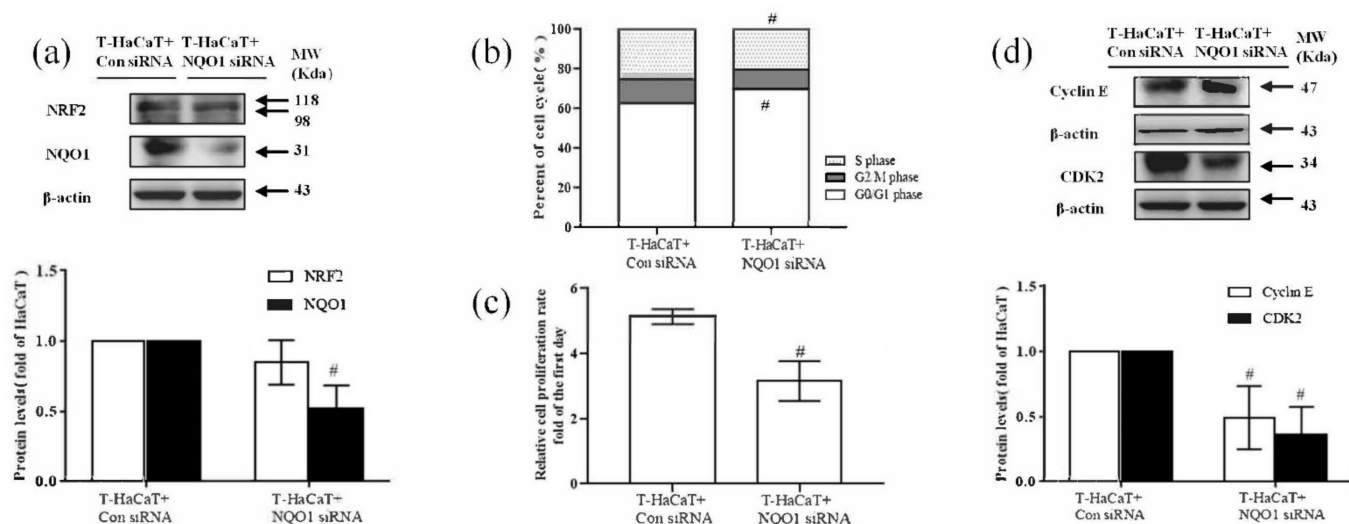 (a)
T-HaCaT+ T-HaCaT+
Con siRNA NQO1 siRNA
MW
(Kda)
NRF2
118
98
NQO1
31
β-actin
43
Protein levels( fold of HaCaT )
1.5
1.0
0.5
0.0
NRF2
NQO1
#
T-HaCaT+
Con siRNA
T-HaCaT+
NQO1 siRNA
(b)
Percent of cell cycle( % )
100
80
60
40
20
0
#
#
S phase
G2 M phase
G0/G1 phase
T-HaCaT+
Con siRNA
T-HaCaT+
NQO1 siRNA
(c)
Relative cell proliferation rate
fold of the first day
6
4
2
0
#
T-HaCaT+
Con siRNA
T-HaCaT+
NQO1 siRNA
(d)
T-HaCaT+ T-HaCaT+
Con siRNA NQO1 siRNA
MW
(Kda)
Cyclin E
47
β-actin
43
CDK2
34
β-actin
43
Protein levels( fold of HaCaT )
1.5
1.0
0.5
0.0
Cyclin E
CDK2
#
#
T-HaCaT+
Con siRNA
T-HaCaT+
NQO1 siRNA